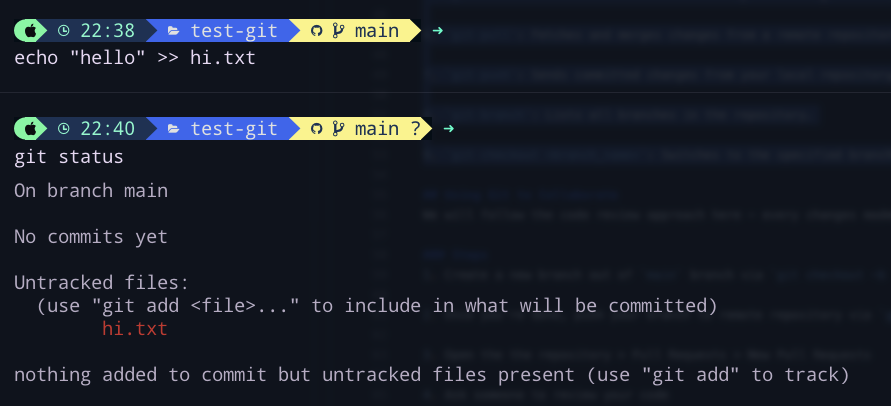 22:38 test-git main →
echo "hello" >> hi.txt
22:40 test-git main ? →
git status
On branch main
No commits yet
Untracked files:
(use "git add <file>..." to include in what will be committed)
hi.txt
nothing added to commit but untracked files present (use "git add" to track)